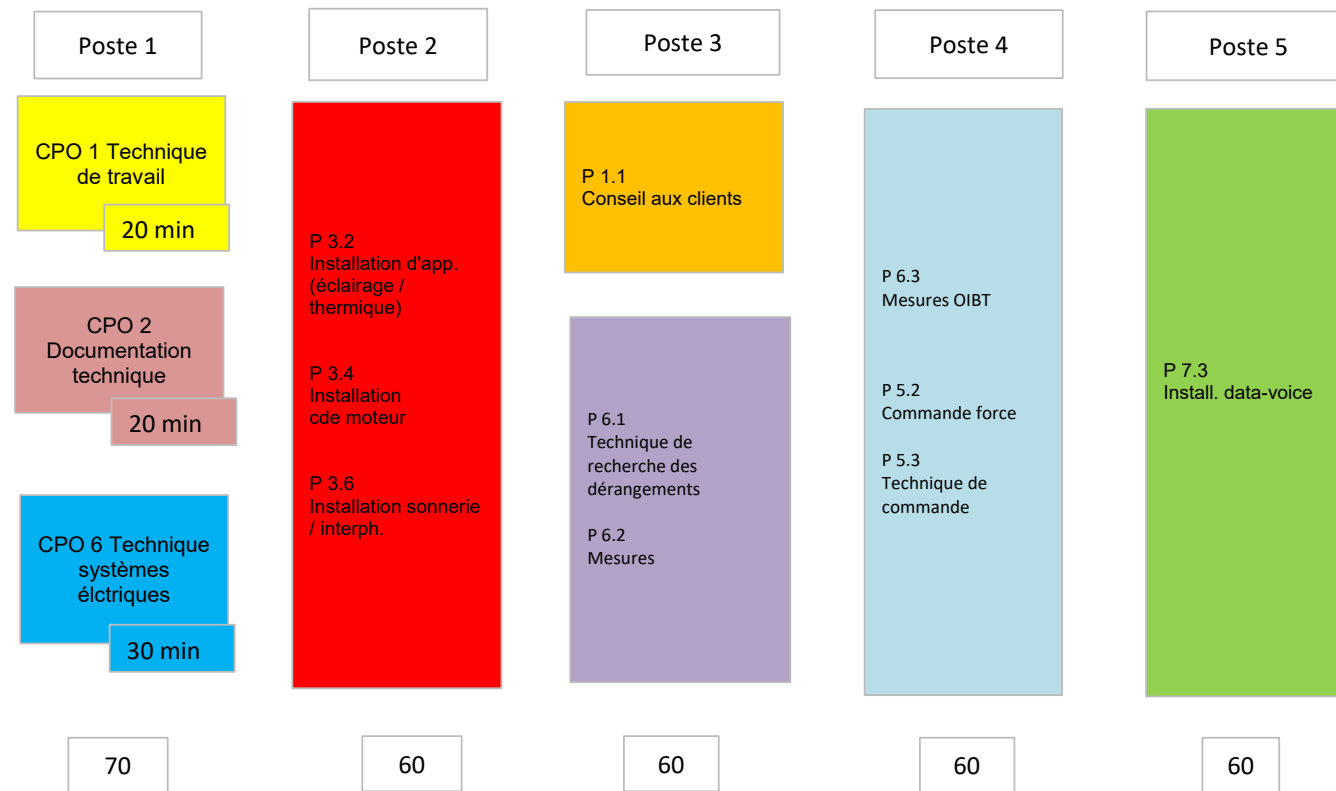 Poste 1
CPO 1 Technique
de travail
20 min
CPO 2
Documentation
technique
20 min
CPO 6 Technique
systèmes
élctriques
30 min
70
Poste 2
P 3.2
Installation d'app.
(éclairage /
thermique)
P 3.4
Installation
cde moteur
P 3.6
Installation sonnerie
/ interph.
60
Poste 3
P 1.1
Conseil aux clients
P 6.1
Technique de
recherche des
dérangements
P 6.2
Mesures
60
Poste 4
P 6.3
Mesures OIBT
P 5.2
Commande force
P 5.3
Technique de
commande
60
Poste 5
P 7.3
Install. data-voice
60